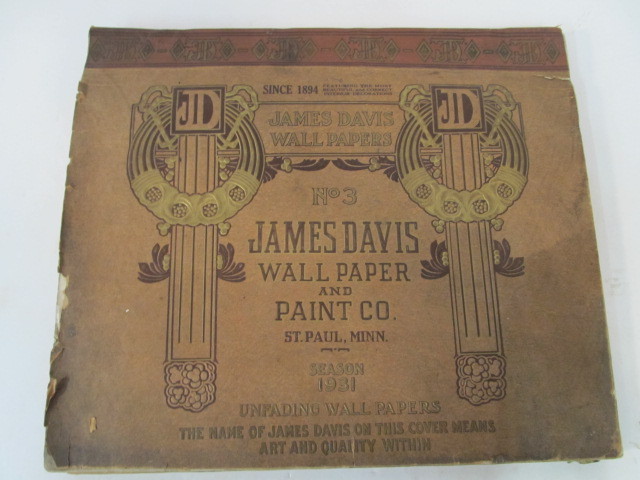 JD
JD
SINCE 1894
JAMES DAVIS
WALL PAPERS
No 3
JAMES DAVIS
WALL PAPER
AND
PAINT CO.
ST. PAUL, MINN.
SEASON
1931
UNFADING WALL PAPERS
THE NAME OF JAMES DAVIS ON THIS COVER MEANS
ART AND QUALITY WITHIN